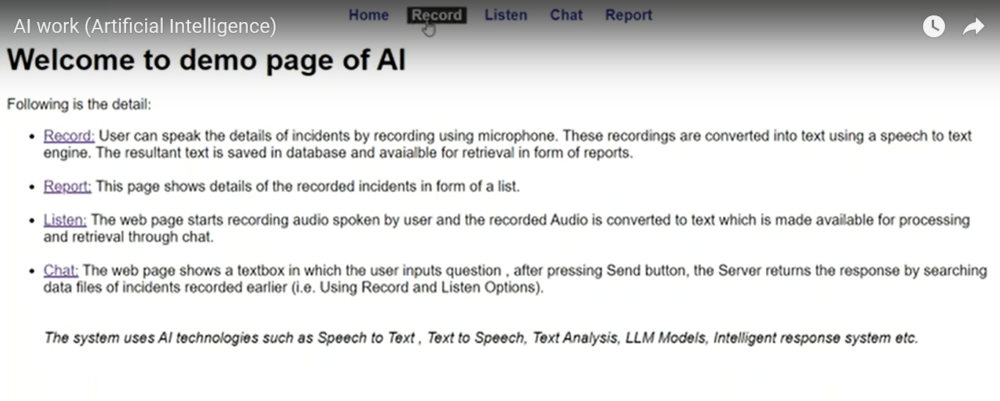 Home Record Listen Chat Report
AI work (Artificial Intelligence)
Welcome to demo page of AI
Following is the detail:
• Record: User can speak the details of incidents by recording using microphone. These recordings are converted into text using a speech to text
engine. The resultant text is saved in database and avaialble for retrieval in form of reports.
• Report: This page shows details of the recorded incidents in form of a list.
• Listen: The web page starts recording audio spoken by user and the recorded Audio is converted to text which is made available for processing
and retrieval through chat.
• Chat: The web page shows a textbox in which the user inputs question , after pressing Send button, the Server returns the response by searching
data files of incidents recorded earlier (i.e. Using Record and Listen Options).
The system uses AI technologies such as Speech to Text , Text to Speech, Text Analysis, LLM Models, Intelligent response system etc.